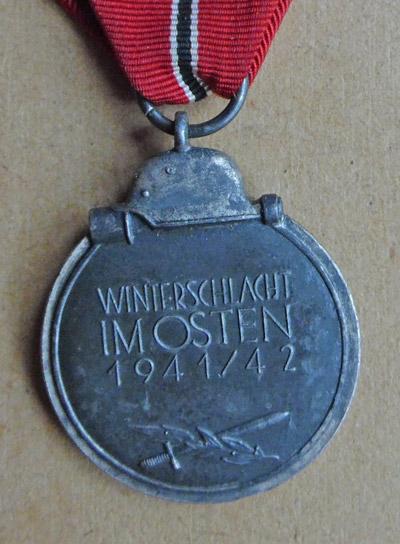 WINTERSCHLACHT
IM OSTEN
1941/42